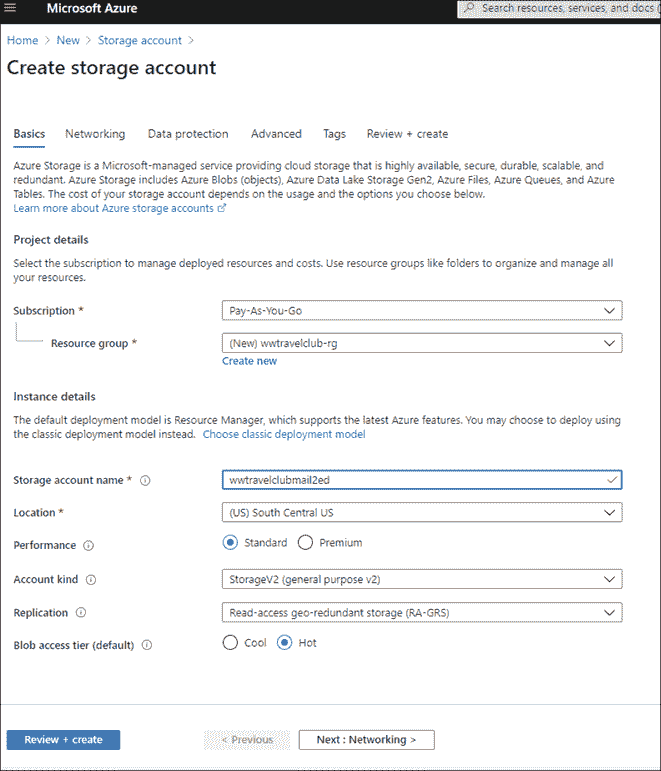 Microsoft Azure
Search resources, services, and docs (
Home > New > Storage account >
Create storage account
Basics Networking Data protection Advanced Tags Review + create
Azure Storage is a Microsoft-managed service providing cloud storage that is highly available, secure, durable, scalable, and
redundant. Azure Storage includes Azure Blobs (objects), Azure Data Lake Storage Gen2, Azure Files, Azure Queues, and Azure
Tables. The cost of your storage account depends on the usage and the options you choose below.
Learn more about Azure storage accounts
Project details
Select the subscription to manage deployed resources and costs. Use resource groups like folders to organize and manage all
your resources.
Subscription * Pay-As-You-Go
Resource group * (New) wwtravelclub-rg
Create new
Instance details
The default deployment model is Resource Manager, which supports the latest Azure features. You may choose to deploy using
the classic deployment model instead. Choose classic deployment model
Storage account name * wwtravelclubmail2ed
Location * (US) South Central US
Performance Standard Premium
Account kind StorageV2 (general purpose v2)
Replication Read-access geo-redundant storage (RA-GRS)
Blob access tier (default) Cool Hot
Review + create < Previous Next : Networking >